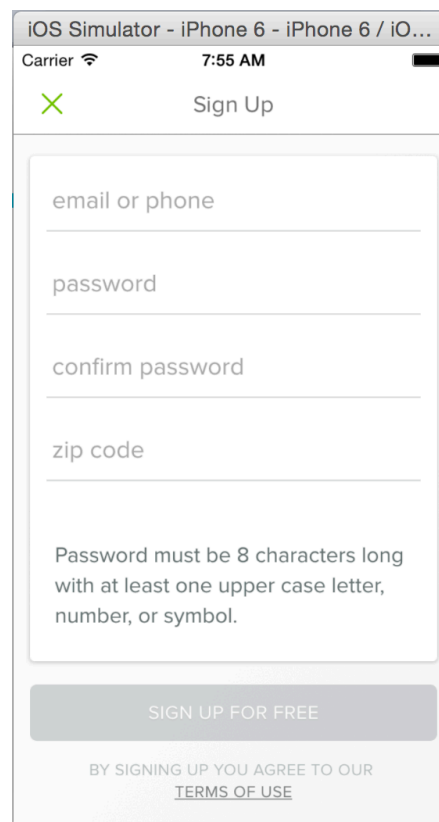 iOS Simulator - iPhone 6 - iPhone 6 / iO...
Carrier 7:55 AM
Sign Up
email or phone
password
confirm password
zip code
Password must be 8 characters long
with at least one upper case letter,
number, or symbol.
SIGN UP FOR FREE
BY SIGNING UP YOU AGREE TO OUR
TERMS OF USE